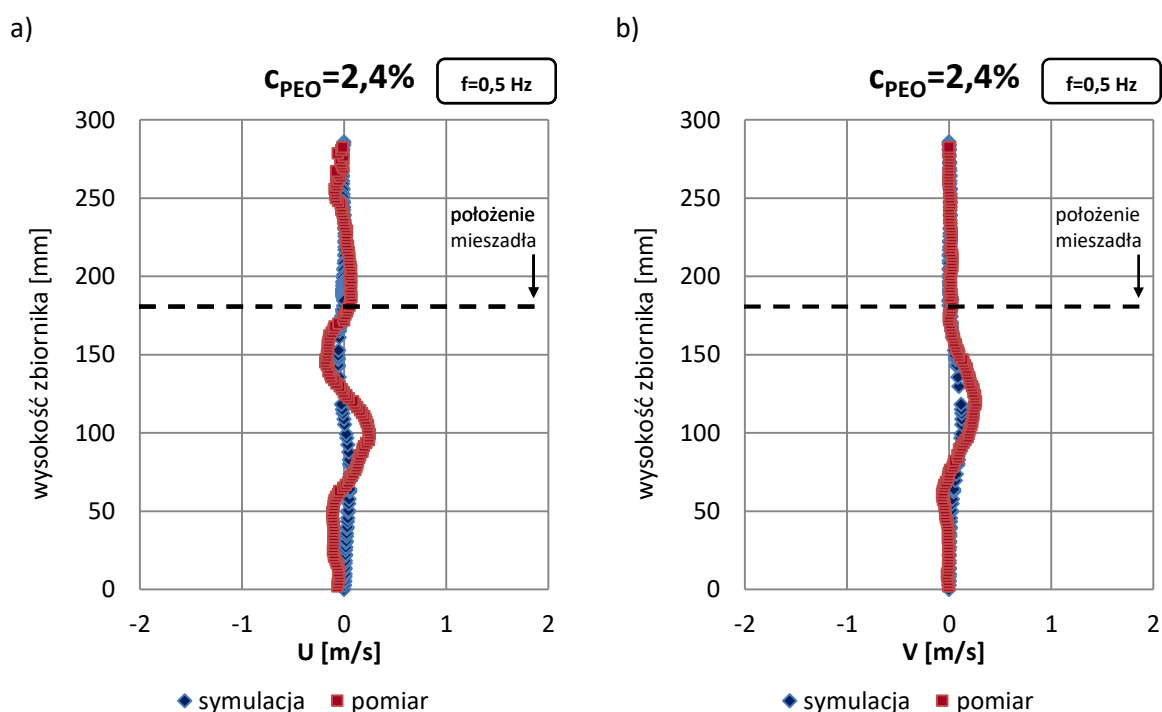 a)
cPEO=2,4%
f=0,5 Hz
300
250
200
150
100
50
0
wysokość zbiornika [mm]
położenie
mieszadła
-2 -1 0 1 2
U [m/s]
symulacja pomiar
b)
cPEO=2,4%
f=0,5 Hz
300
250
200
150
100
50
0
wysokość zbiornika [mm]
położenie
mieszadła
-2 -1 0 1 2
V [m/s]
symulacja pomiar